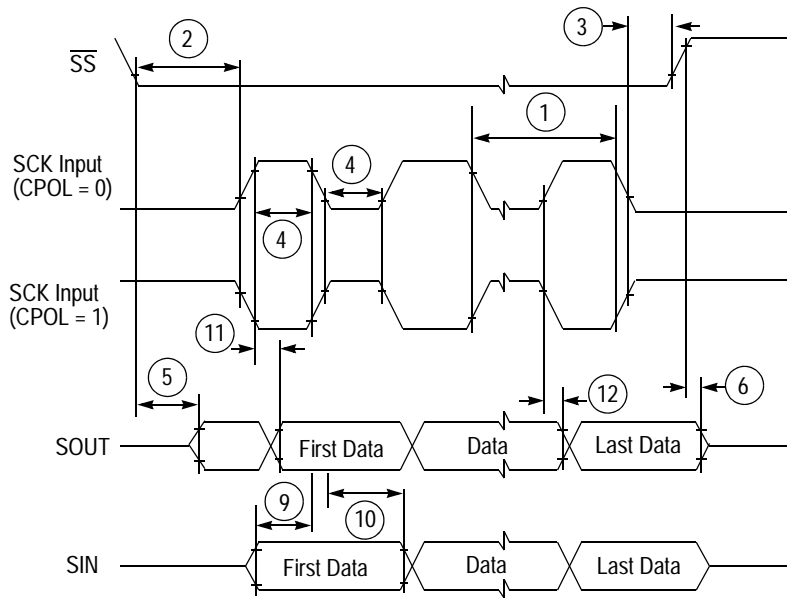 2
3
SS
1
SCK Input
(CPOL = 0)
4
4
SCK Input
(CPOL = 1)
11
5
12
6
SOUT
First Data
Data
Last Data
9
10
SIN
First Data
Data
Last Data